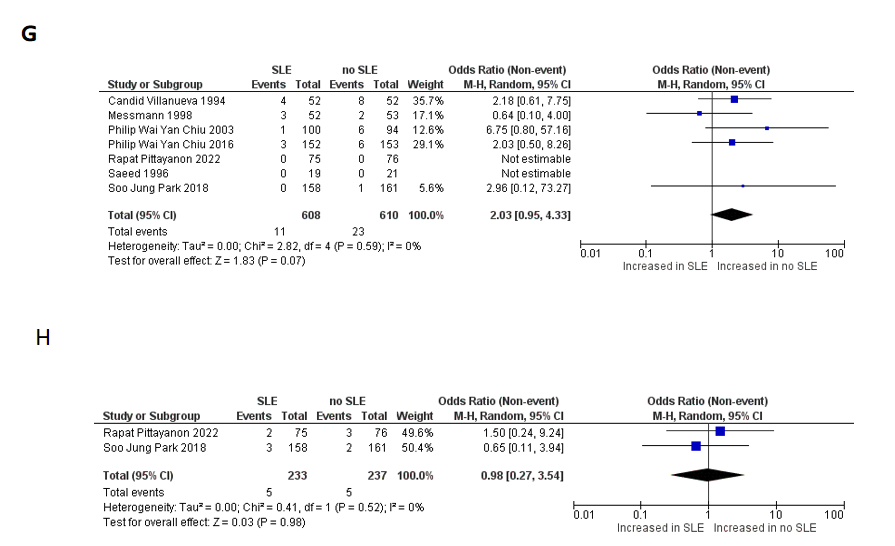 G
SLE no SLE Odds Ratio (Non-event) Odds Ratio (Non-event)
Study or Subgroup Events Total Events Total Weight M-H, Random, 95% CI M-H, Random, 95% CI
Candid Villanueva 1994 4 52 8 52 35.7% 2.18 [0.61, 7.75]
Messmann 1998 3 52 2 53 17.1% 0.64 [0.10, 4.00]
Philip Wai Yan Chiu 2003 1 100 6 94 12.6% 6.75 [0.80, 57.16]
Philip Wai Yan Chiu 2016 3 152 6 153 29.1% 2.03 [0.50, 8.26]
Rapat Pittayanon 2022 0 75 0 76 Not estimable
Saeed 1996 0 19 0 21 Not estimable
Soo Jung Park 2018 0 158 1 161 5.6% 2.96 [0.12, 73.27]
Total (95% CI) 608 610 100.0% 2.03 [0.95, 4.33]
Total events 11 23
Heterogeneity: Tau² = 0.00; Chi² = 2.82, df = 4 (P = 0.59); I² = 0%
Test for overall effect: Z = 1.83 (P = 0.07)
0.01 0.1 1 10 100
Increased in SLE Increased in no SLE
H
SLE no SLE Odds Ratio (Non-event) Odds Ratio (Non-event)
Study or Subgroup Events Total Events Total Weight M-H, Random, 95% CI M-H, Random, 95% CI
Rapat Pittayanon 2022 2 75 3 76 49.6% 1.50 [0.24, 9.24]
Soo Jung Park 2018 3 158 2 161 50.4% 0.65 [0.11, 3.94]
Total (95% CI) 233 237 100.0% 0.98 [0.27, 3.54]
Total events 5 5
Heterogeneity: Tau² = 0.00; Chi² = 0.41, df = 1 (P = 0.52); I² = 0%
Test for overall effect: Z = 0.03 (P = 0.98)
0.01 0.1 1 10 100
Increased in SLE Increased in no SLE